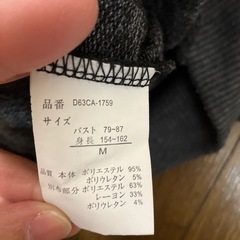 品番 D63CA-1759
サイズ
バスト 79-87
身長 154-162
M
品質 本体 ポリエステル 95%
ポリウレタン 5%
別布部分 ポリエステル 63%
レーヨン 33%
ポリウレタン 4%